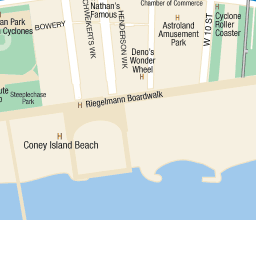 Nathan's
Famous
Chamber of Commerce
H
Astroland
Amusement
Park
H
Cyclone
Roller
Coaster
an Park
Cyclones
BOWERY
HENDERSON WK
W 10 ST
Deno's
Wonder
Wheel
H
Steeplechase
Park
H Riegelmann Boardwalk
H
Coney Island Beach